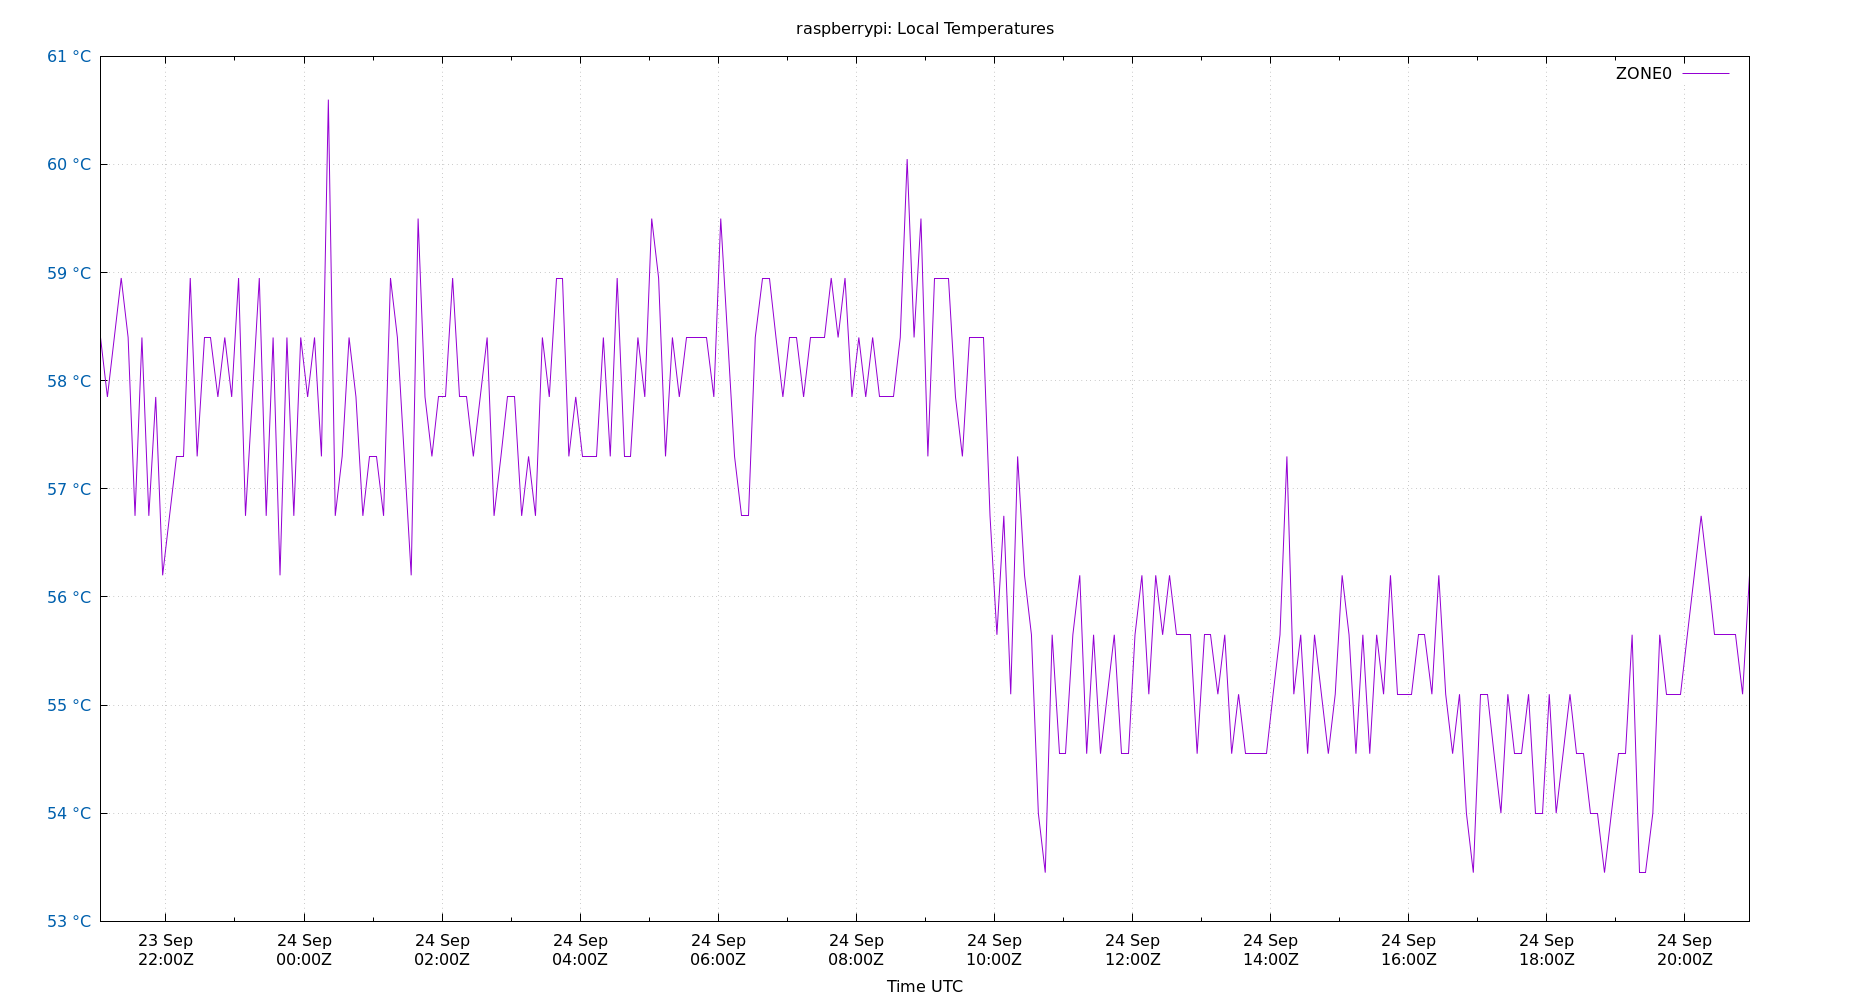 raspberrypi: Local Temperatures
61 °C
ZONE0
60 °C
59 °C
58 °C
57 °C
56 °C
55 °C
54 °C
53 °C
23 Sep 24 Sep 24 Sep 24 Sep 24 Sep 24 Sep 24 Sep 24 Sep 24 Sep 24 Sep 24 Sep 24 Sep
22:00Z 00:00Z 02:00Z 04:00Z 06:00Z 08:00Z 10:00Z 12:00Z 14:00Z 16:00Z 18:00Z 20:00Z
Time UTC